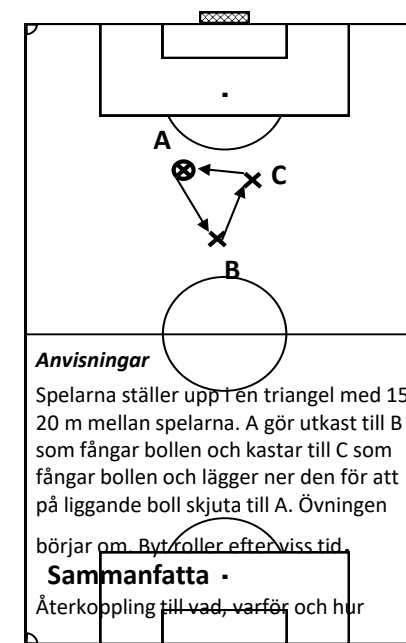 A
C
B
Anvisningar
Spelarna ställer upp i en triangel med 15
20 m mellan spelarna. A gör utkast till B
som fångar bollen och kastar till C som
fångar bollen och lägger ner den för att
på liggande boll skjuta till A. Övningen
börjar om. Byt roller efter viss tid.
Sammanfatta
Återkoppling till vad, varför och hur